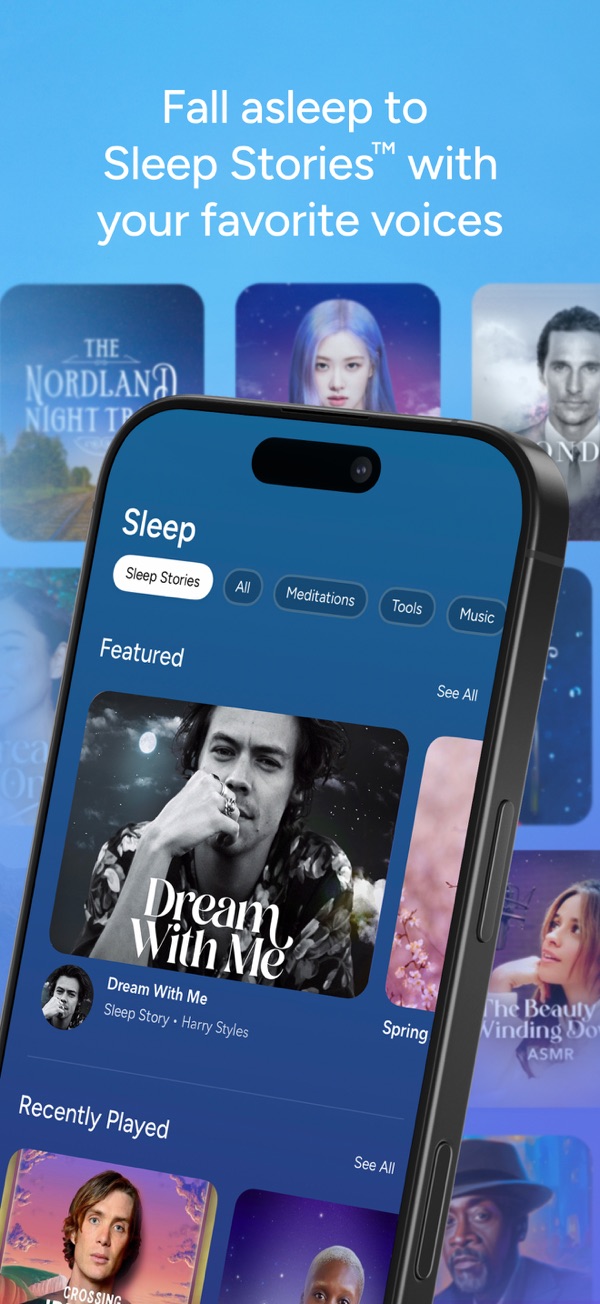 Fall asleep to
Sleep Stories™ with
your favorite voices
THE
NORDLAND
NIGHT
Sleep
Sleep Stories
All
Meditations
Tools
Music
Featured
See All
Dream
With Me
Dream With Me
Sleep Story • Harry Styles
Spring
The Beauty
Winding
ASMR
Recently Played
See All
CROSSING